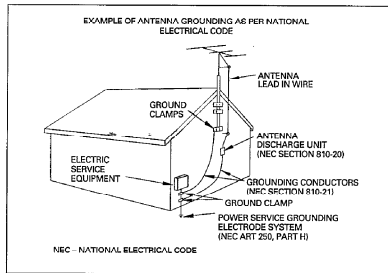 EXAMPLE OF ANTENNA GROUNDING AS PER NATIONAL
ELECTRICAL CODE
ANTENNA
LEAD IN WIRE
GROUND
CLAMPS
ANTENNA
DISCHARGE UNIT
(NEC SECTION 810-20)
ELECTRIC
SERVICE
EQUIPMENT
GROUNDING CONDUCTORS
(NEC SECTION 810-21)
GROUND CLAMP
POWER SERVICE GROUNDING
ELECTRODE SYSTEM
(NEC ART 250, PART H)
NEC – NATIONAL ELECTRICAL CODE